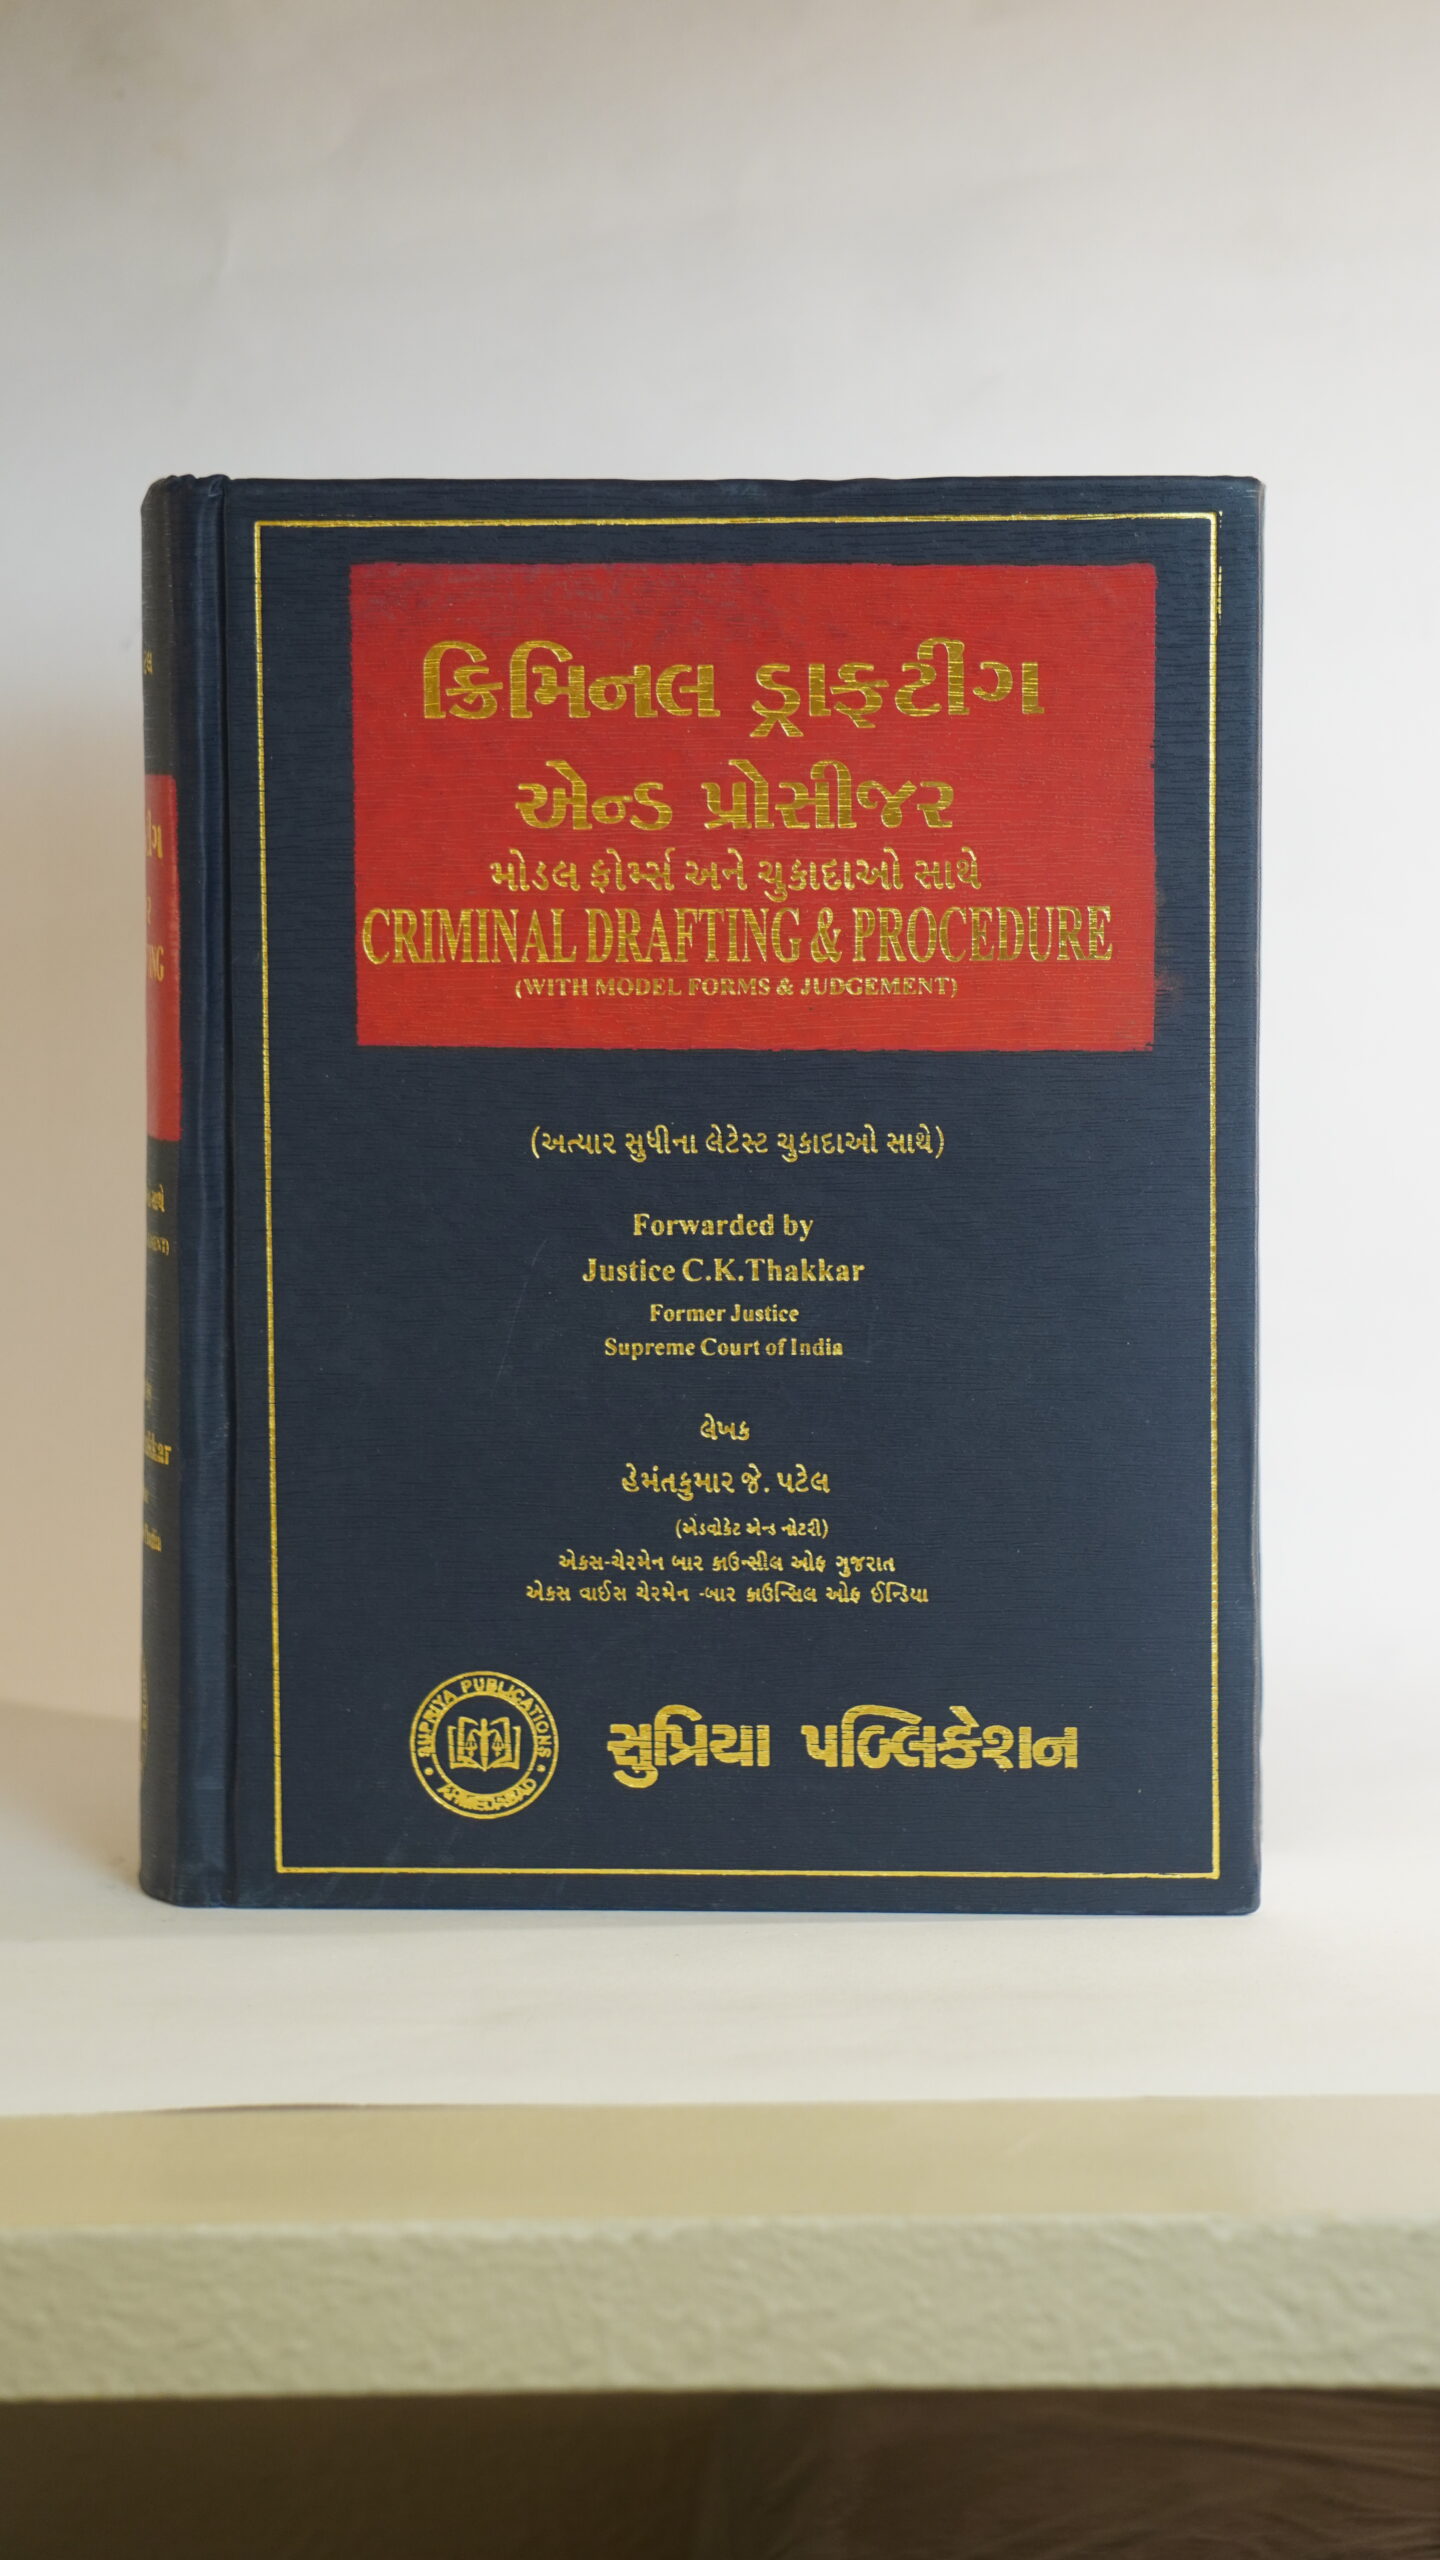 ક્રિમિનલ ડ્રાફટીંગ
એન્ડ પ્રોસીજર
મોડલ ફોર્મ્સ અને ચુકાદાઓ સાથે
CRIMINAL DRAFTING & PROCEDURE
(WITH MODEL FORMS & JUDGEMENT)
(અત્યાર સુધીના લેટેસ્ટ ચુકાદાઓ સાથે)
Forwarded by
Justice C.K.Thakkar
Former Justice
Supreme Court of India
લેખક
હેમંતકુમાર જે. પટેલ
(એડવોકેટ એન્ડ નોટરી)
એકસ-ચેરમેન બાર કાઉન્સીલ ઓફ ગુજરાત
એકસ વાઈસ ચેરમેન -બાર કાઉન્સિલ ઓફ ઈન્ડિયા
SUPRIYA PUBLICATIONS
AHMEDABAD
સુપ્રિયા પબ્લિકેશન